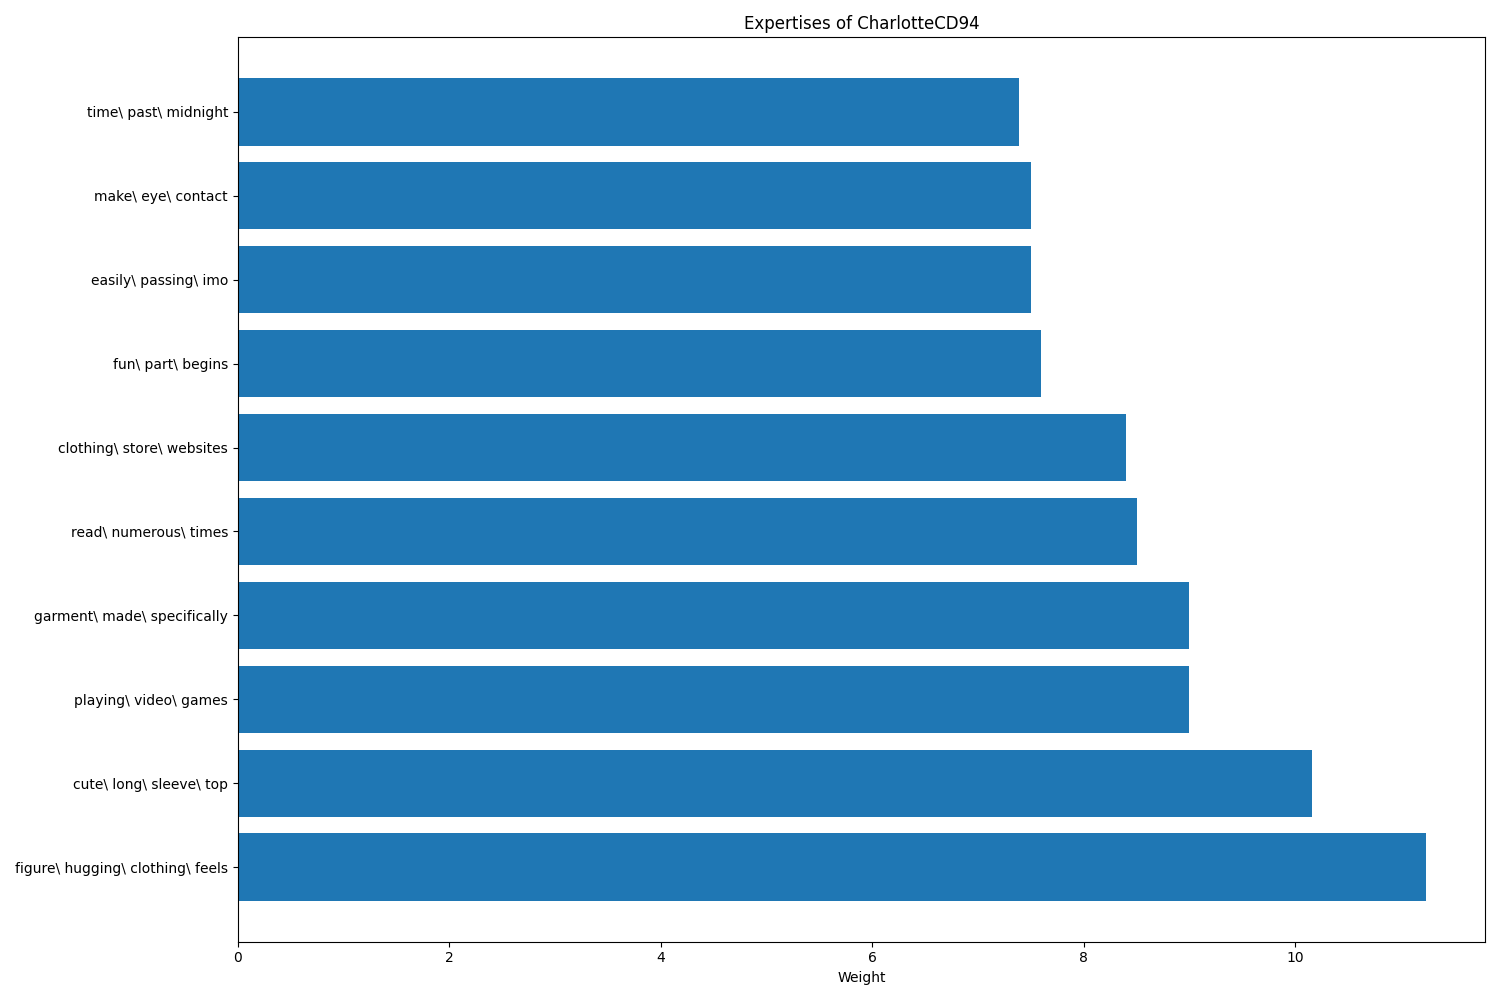 Expertises of CharlotteCD94
time\ past\ midnight
make\ eye\ contact
easily\ passing\ imo
fun\ part\ begins
clothing\ store\ websites
read\ numerous\ times
garment\ made\ specifically
playing\ video\ games
cute\ long\ sleeve\ top
figure\ hugging\ clothing\ feels
0 2 4 6 8 10
Weight